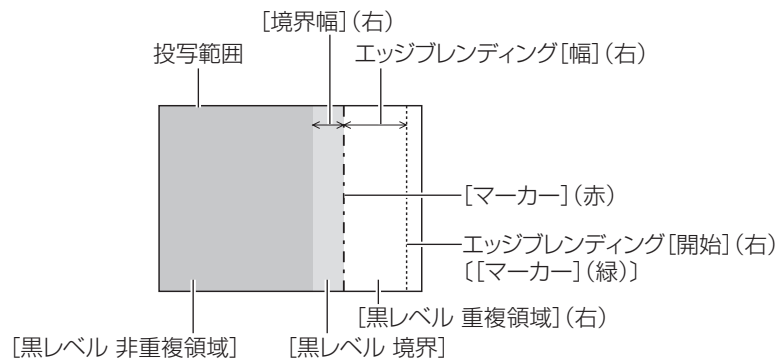 [境界幅](右)
投写範囲
エッジブレンディング[幅](右)
[マーカー](赤)
エッジブレンディング[開始](右)
〔[マーカー](緑)〕
[黒レベル 重複領域](右)
[黒レベル 非重複領域]
[黒レベル 境界]